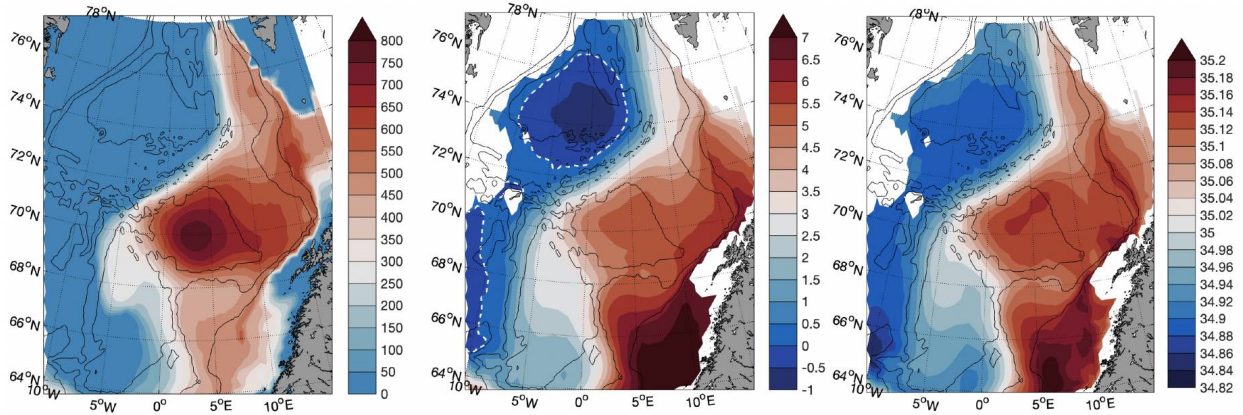 78°N
76°N
74°N
72°N
70°N
68°N
66°N
64°N
10°W
5°W
0°
5°E
10°E
800
750
700
650
600
550
500
450
400
350
300
250
200
150
100
50
0
78°N
76°N
74°N
72°N
70°N
68°N
66°N
64°N
10°W
5°W
0°
5°E
10°E
7
6.5
6
5.5
5
4.5
4
3.5
3
2.5
2
1.5
1
0.5
0
-0.5
-1
78°N
76°N
74°N
72°N
70°N
68°N
66°N
64°N
10°W
5°W
0°
5°E
10°E
35.2
35.18
35.16
35.14
35.12
35.1
35.08
35.06
35.04
35.02
35
34.98
34.96
34.94
34.92
34.9
34.88
34.86
34.84
34.82